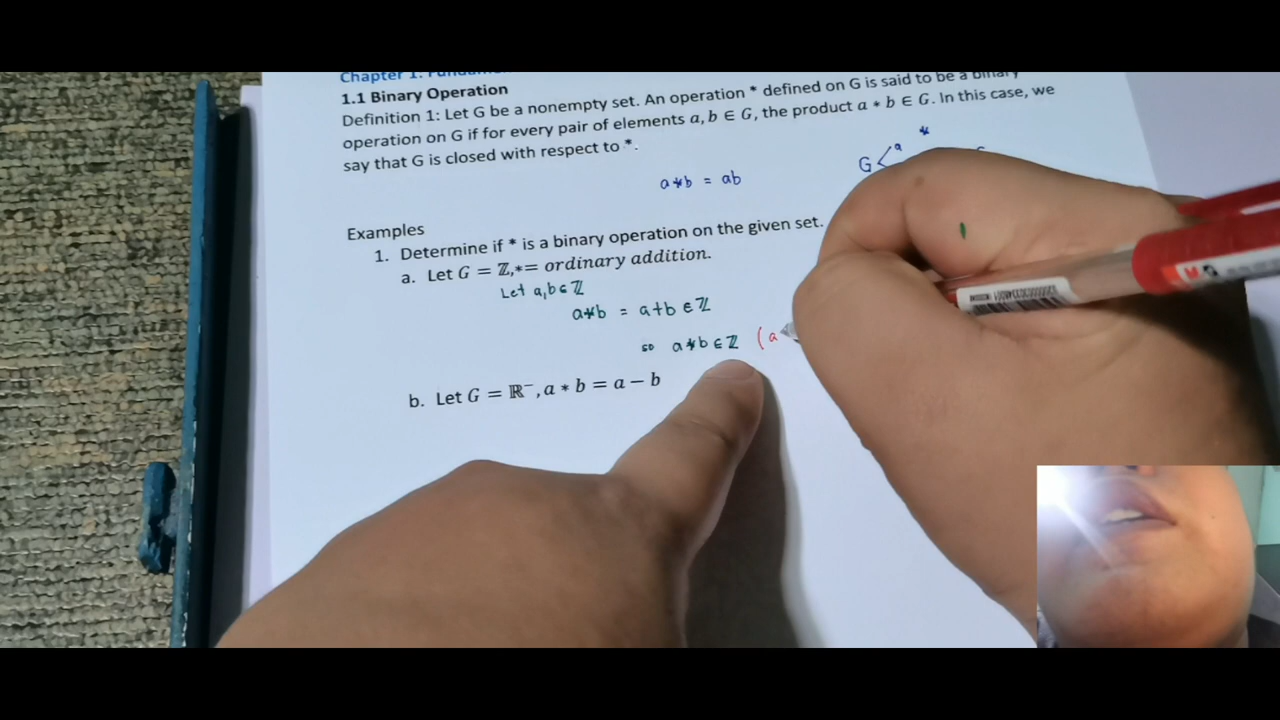 Chapter 1:
1.1 Binary Operation
Definition 1: Let G be a nonempty set. An operation * defined on G is said to be a binary
operation on G if for every pair of elements a, b ∈ G, the product a * b ∈ G. In this case, we
say that G is closed with respect to *.
*
G < a
a*b = ab
Examples
1. Determine if * is a binary operation on the given set.
a. Let G = ℤ,*= ordinary addition.
Let a,b∈ℤ
a*b = a+b ∈ ℤ
so a*b ∈ ℤ (a
b. Let G = ℝ⁻, a * b = a − b
M&G